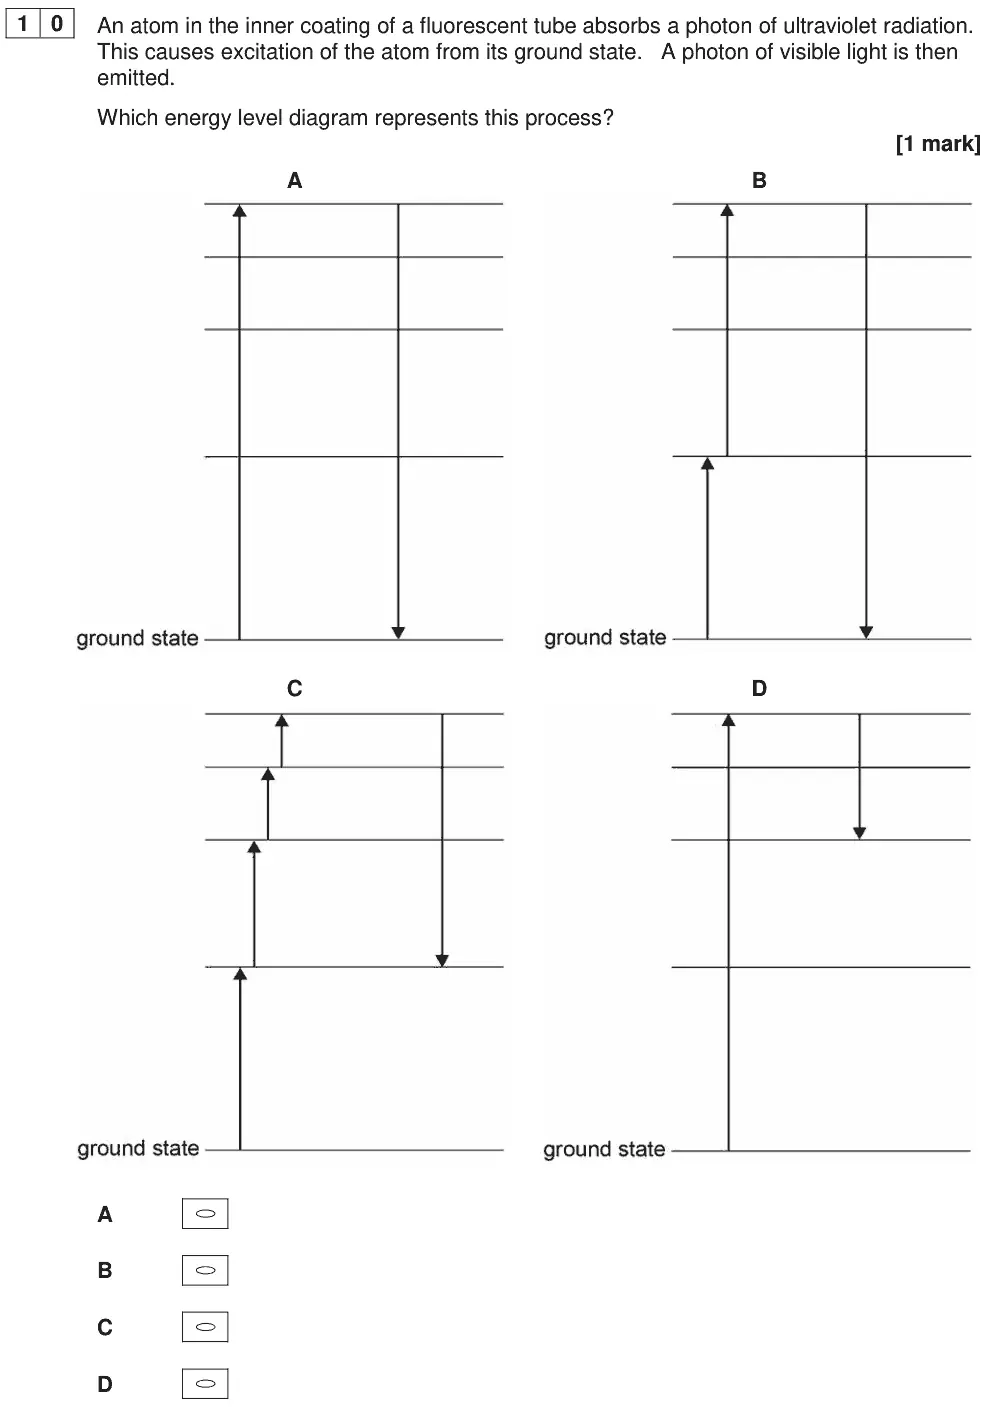 1 0 An atom in the inner coating of a fluorescent tube absorbs a photon of ultraviolet radiation.
This causes excitation of the atom from its ground state. A photon of visible light is then
emitted.
Which energy level diagram represents this process?
[1 mark]
A B
ground state ground state
C D
ground state ground state
A
B
C
D